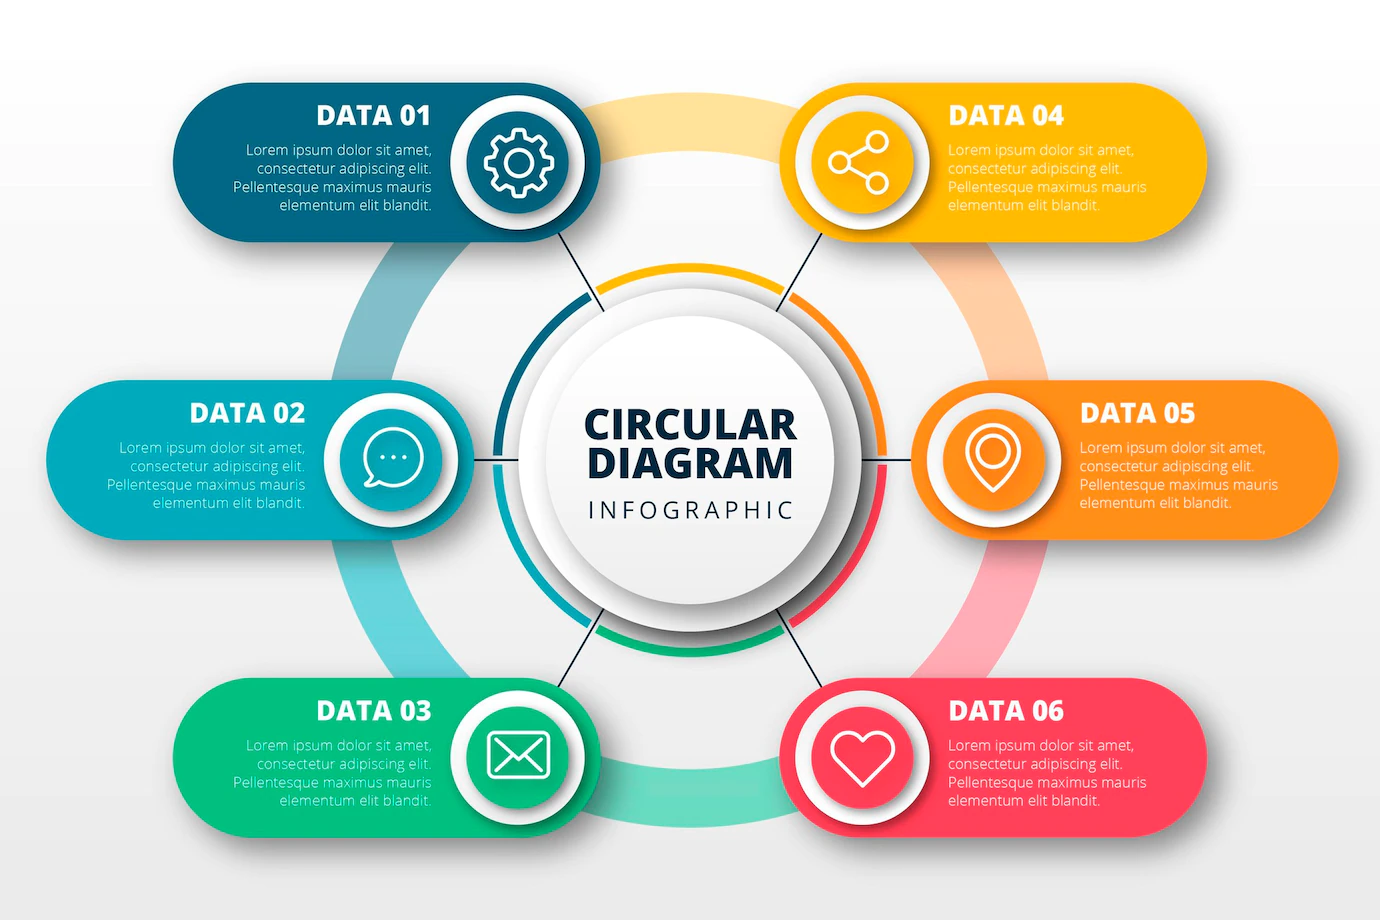 DATA 01
Lorem ipsum dolor sit amet,
consectetur adipiscing elit.
Pellentesque maximus mauris
elementum elit blandit.
DATA 02
Lorem ipsum dolor sit amet,
consectetur adipiscing elit.
Pellentesque maximus mauris
elementum elit blandit.
DATA 03
Lorem ipsum dolor sit amet,
consectetur adipiscing elit.
Pellentesque maximus mauris
elementum elit blandit.
CIRCULAR
DIAGRAM
INFOGRAPHIC
DATA 04
Lorem ipsum dolor sit amet,
consectetur adipiscing elit.
Pellentesque maximus mauris
elementum elit blandit.
DATA 05
Lorem ipsum dolor sit amet,
consectetur adipiscing elit.
Pellentesque maximus mauris
elementum elit blandit.
DATA 06
Lorem ipsum dolor sit amet,
consectetur adipiscing elit.
Pellentesque maximus mauris
elementum elit blandit.